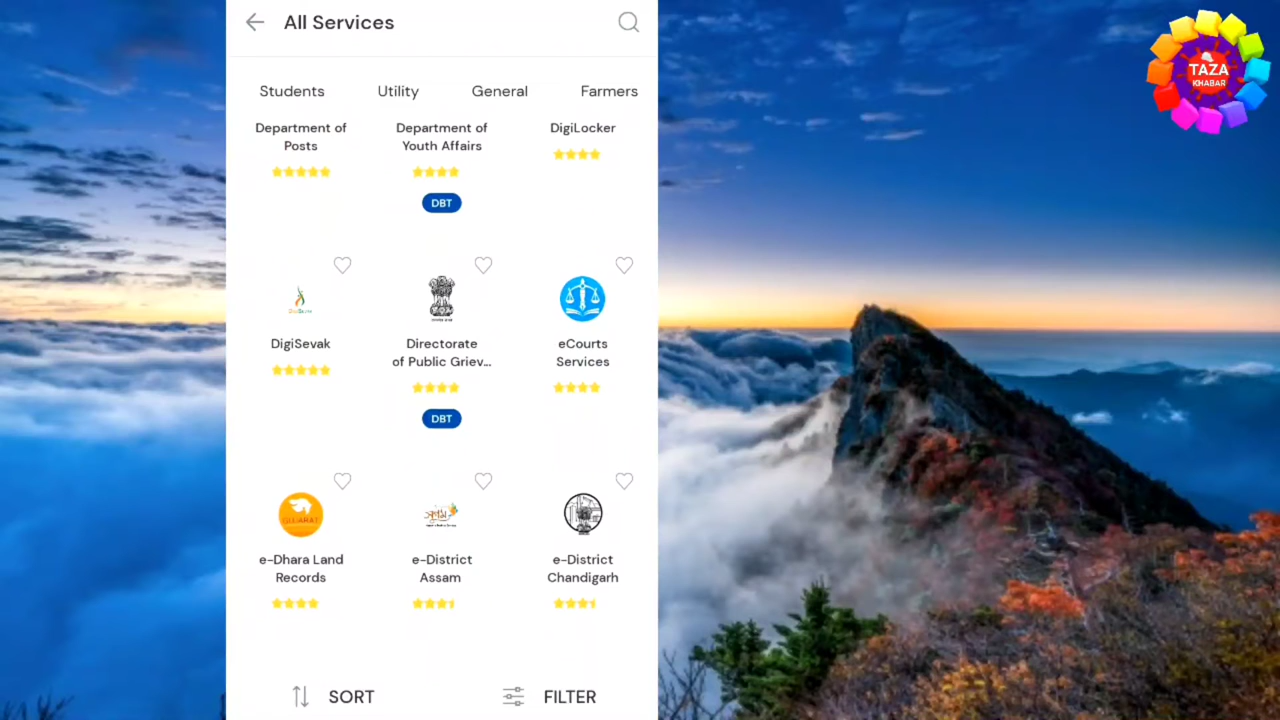 All Services
TAZA
KHABAR
Students Utility General Farmers
Department of
Posts
Department of
Youth Affairs
DigiLocker
DBT
DigiSevak
Directorate
of Public Griev...
eCourts
Services
DBT
GUJARAT
e-Dhara Land
Records
e-District
Assam
e-District
Chandigarh
SORT
FILTER